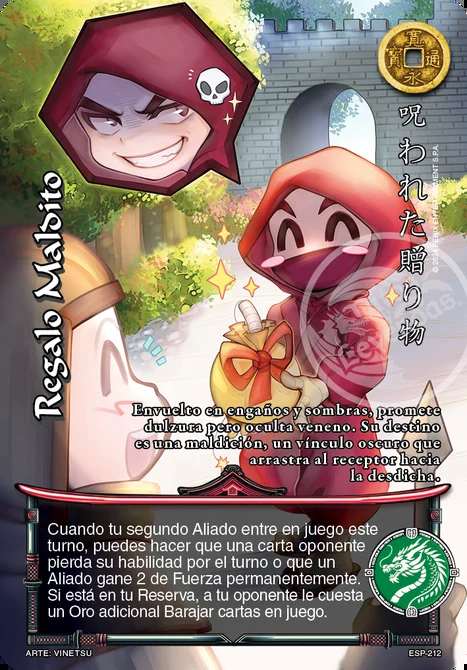 寛
永
通
寳
呪われた贈り物
Regalo Maldito
Envuelto en engaños y sombras, promete
dulzura pero oculta veneno. Su destino
es una maldición, un vínculo oscuro que
arrastra al receptor hacia
la desdicha.
Cuando tu segundo Aliado entre en juego este
turno, puedes hacer que una carta oponente
pierda su habilidad por el turno o que un
Aliado gane 2 de Fuerza permanentemente.
Si está en tu Reserva, a tu oponente le cuesta
un Oro adicional Barajar cartas en juego.
ARTE: VINETSU
ESP-212